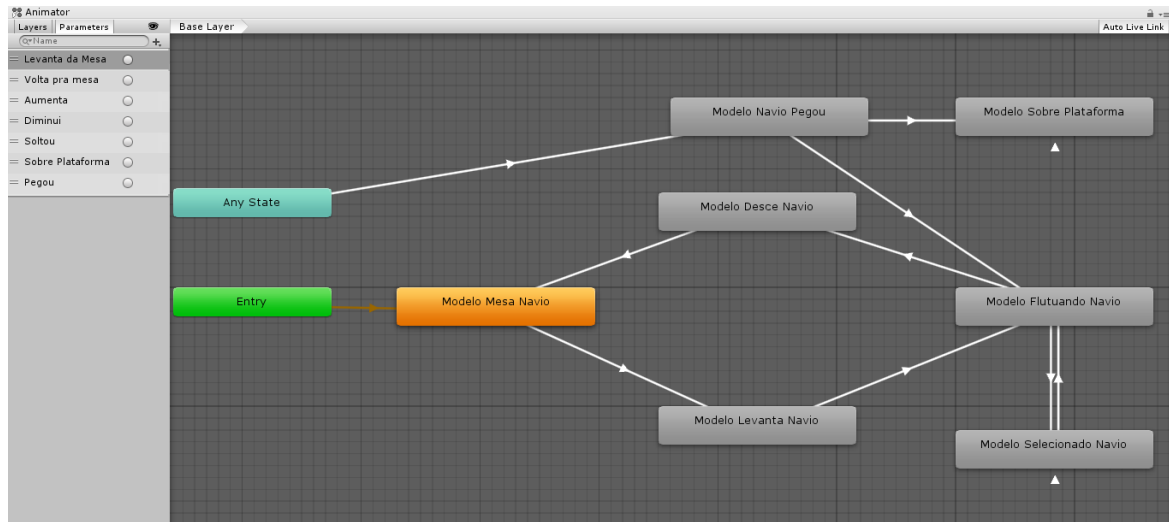 Animator
Layers Parameters Base Layer Auto Live Link
Name
Levanta da Mesa
Volta pra mesa
Aumenta
Diminui
Soltou
Sobre Plataforma
Pegou
Modelo Navio Pegou
Modelo Sobre Plataforma
Any State
Modelo Desce Navio
Entry
Modelo Mesa Navio
Modelo Flutuando Navio
Modelo Levanta Navio
Modelo Selecionado Navio